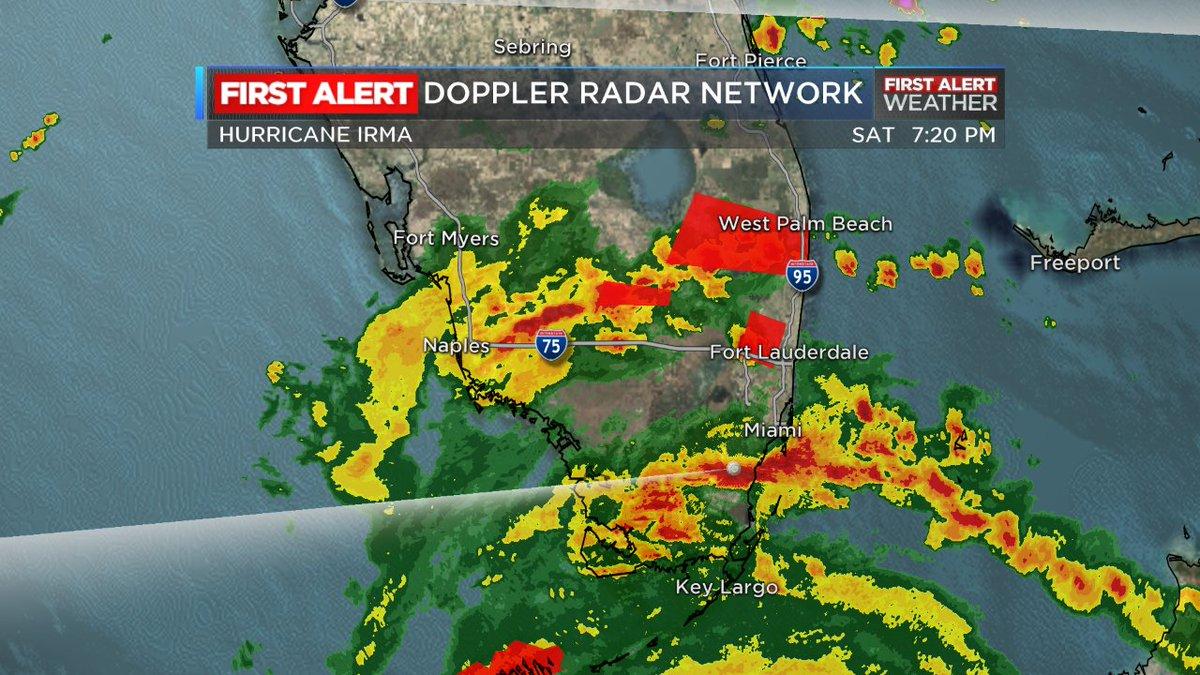 Sebring
Fort Pierce
FIRST ALERT DOPPLER RADAR NETWORK
FIRST ALERT
WEATHER
HURRICANE IRMA
SAT 7:20 PM
West Palm Beach
Fort Myers
Freeport
95
Naples
75
Fort Lauderdale
Miami
Key Largo